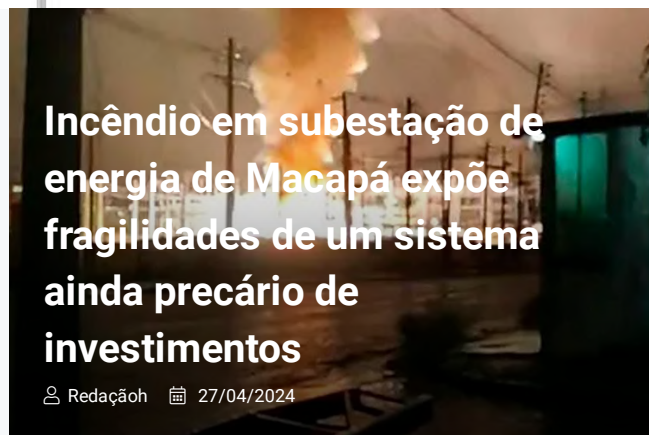 Incêndio em subestação de
energia de Macapá expõe
fragilidades de um sistema
ainda precário de
investimentos
Redaçãoh 27/04/2024